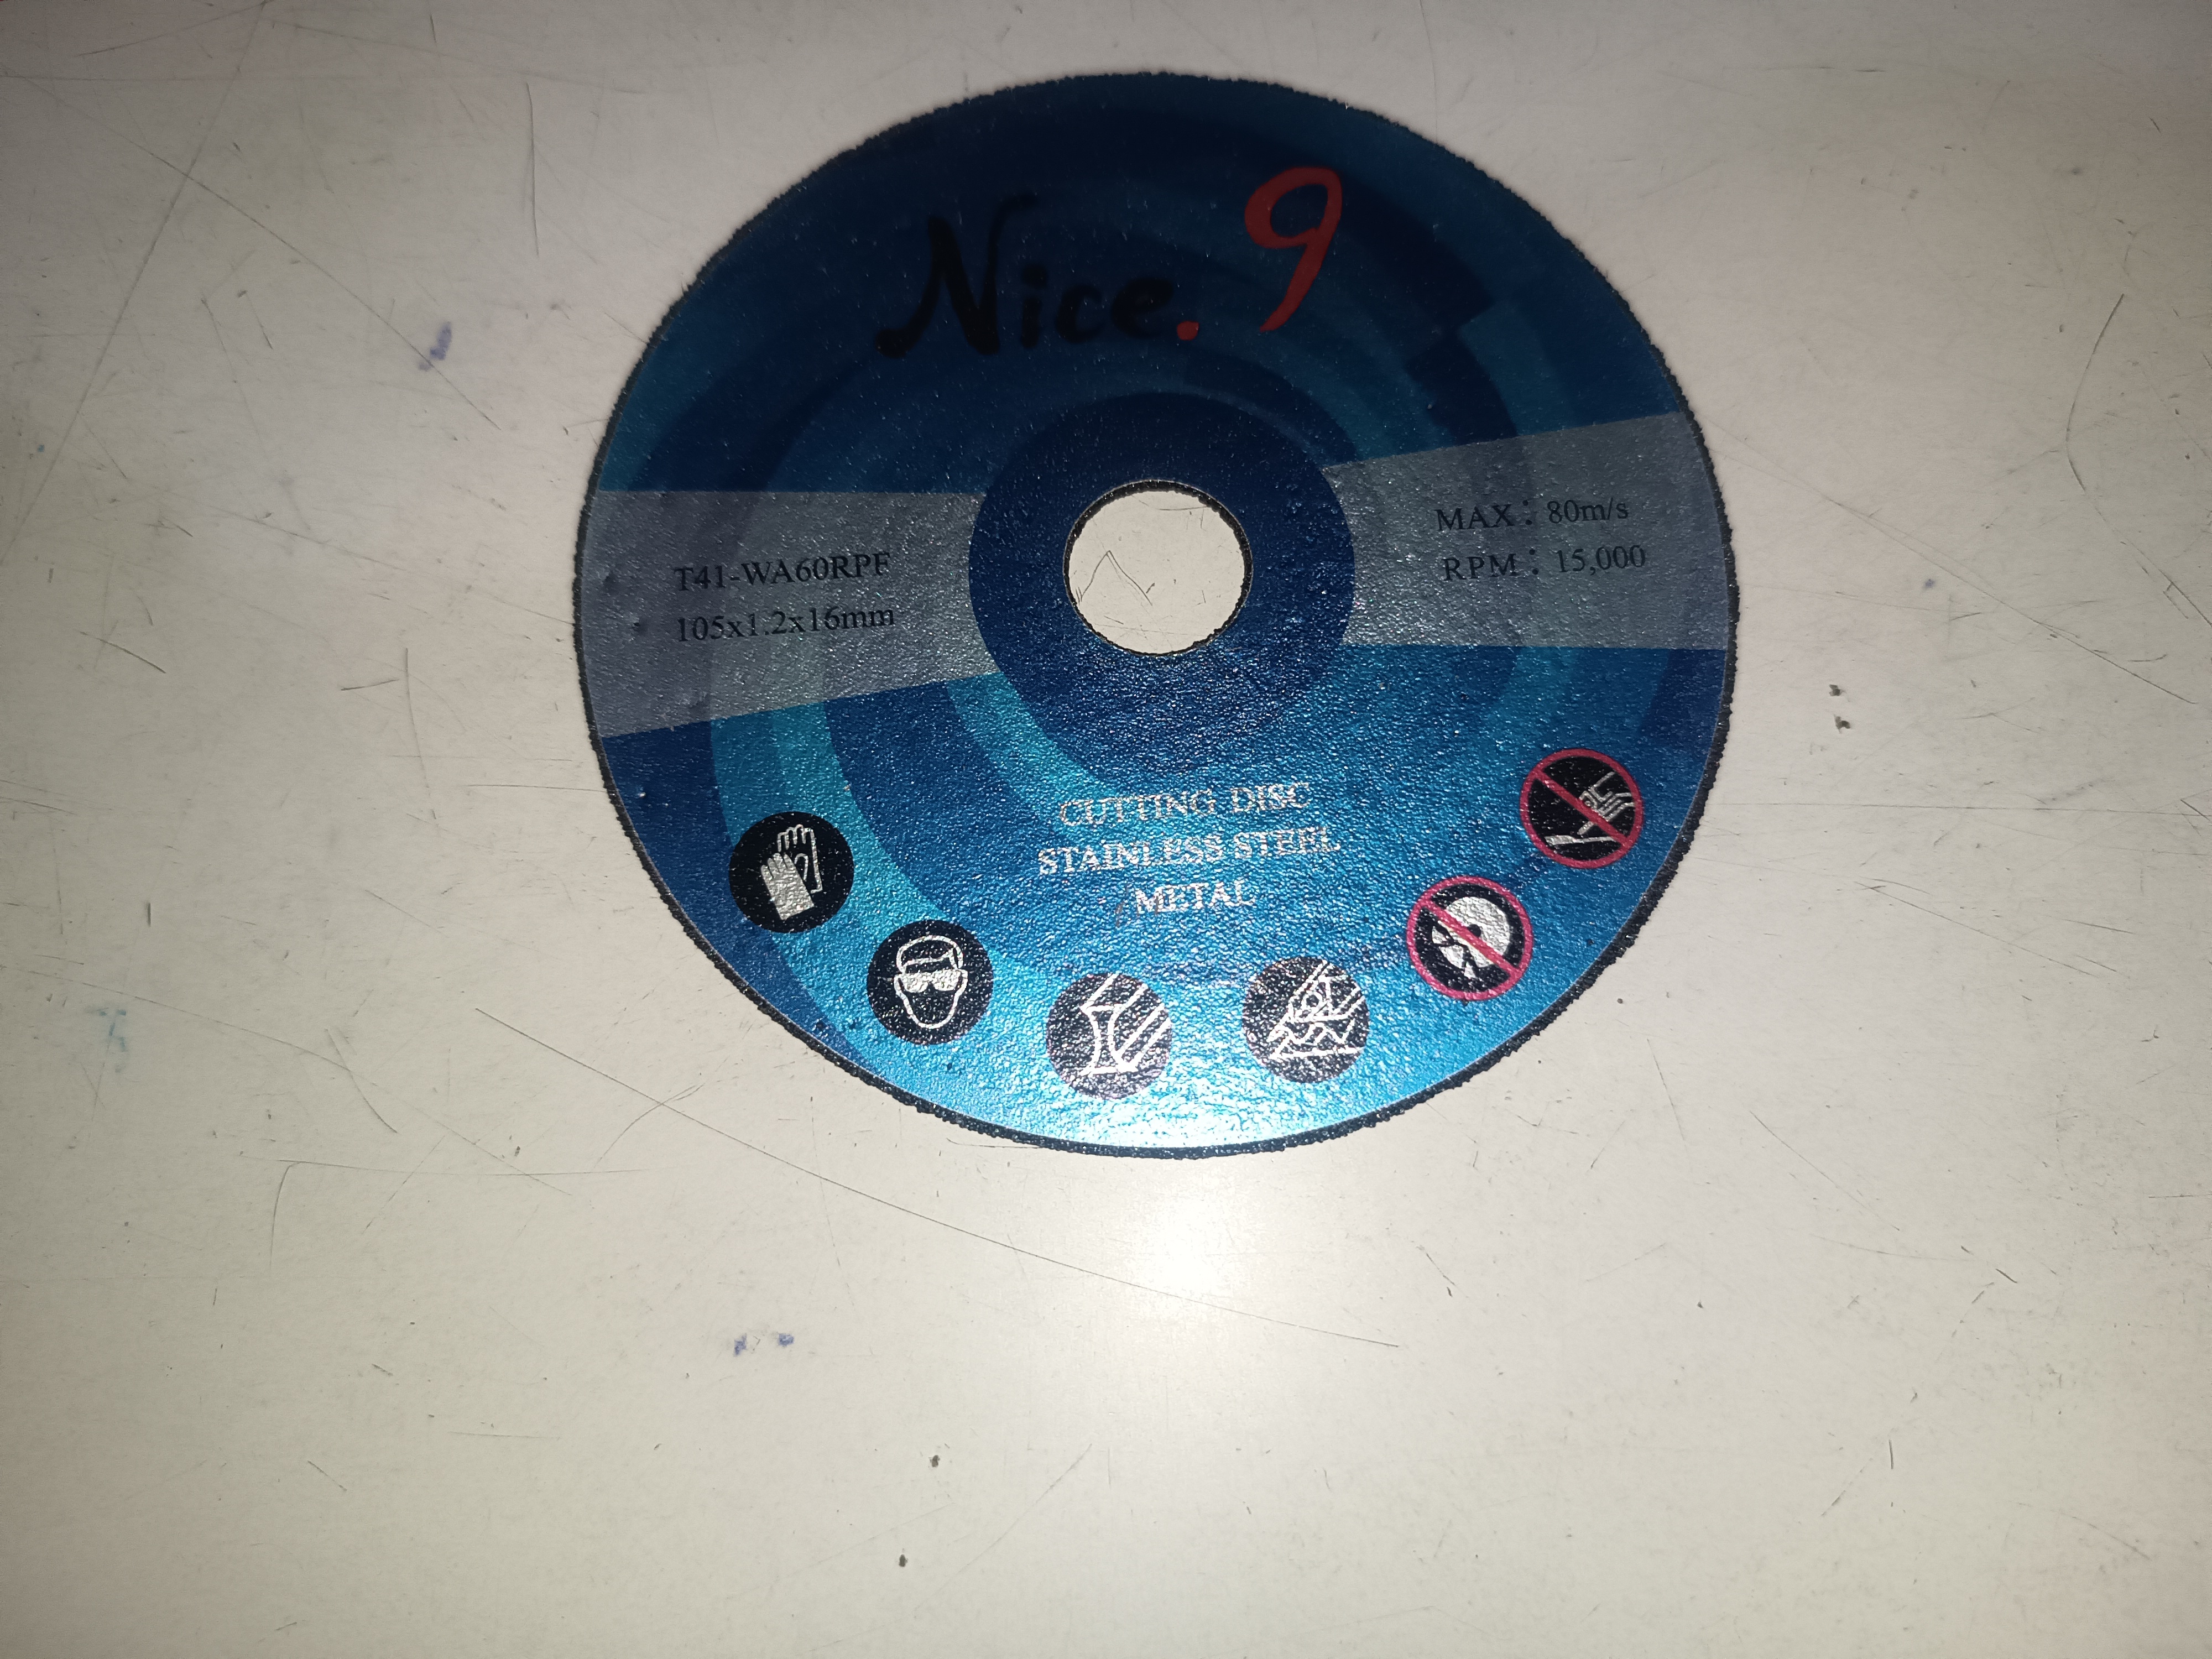 Nice.9
T41-WA60RPF
105x1.2x16mm
MAX: 80m/s
RPM: 15,000
CUTTING DISC
STAINLESS STEEL
METAL